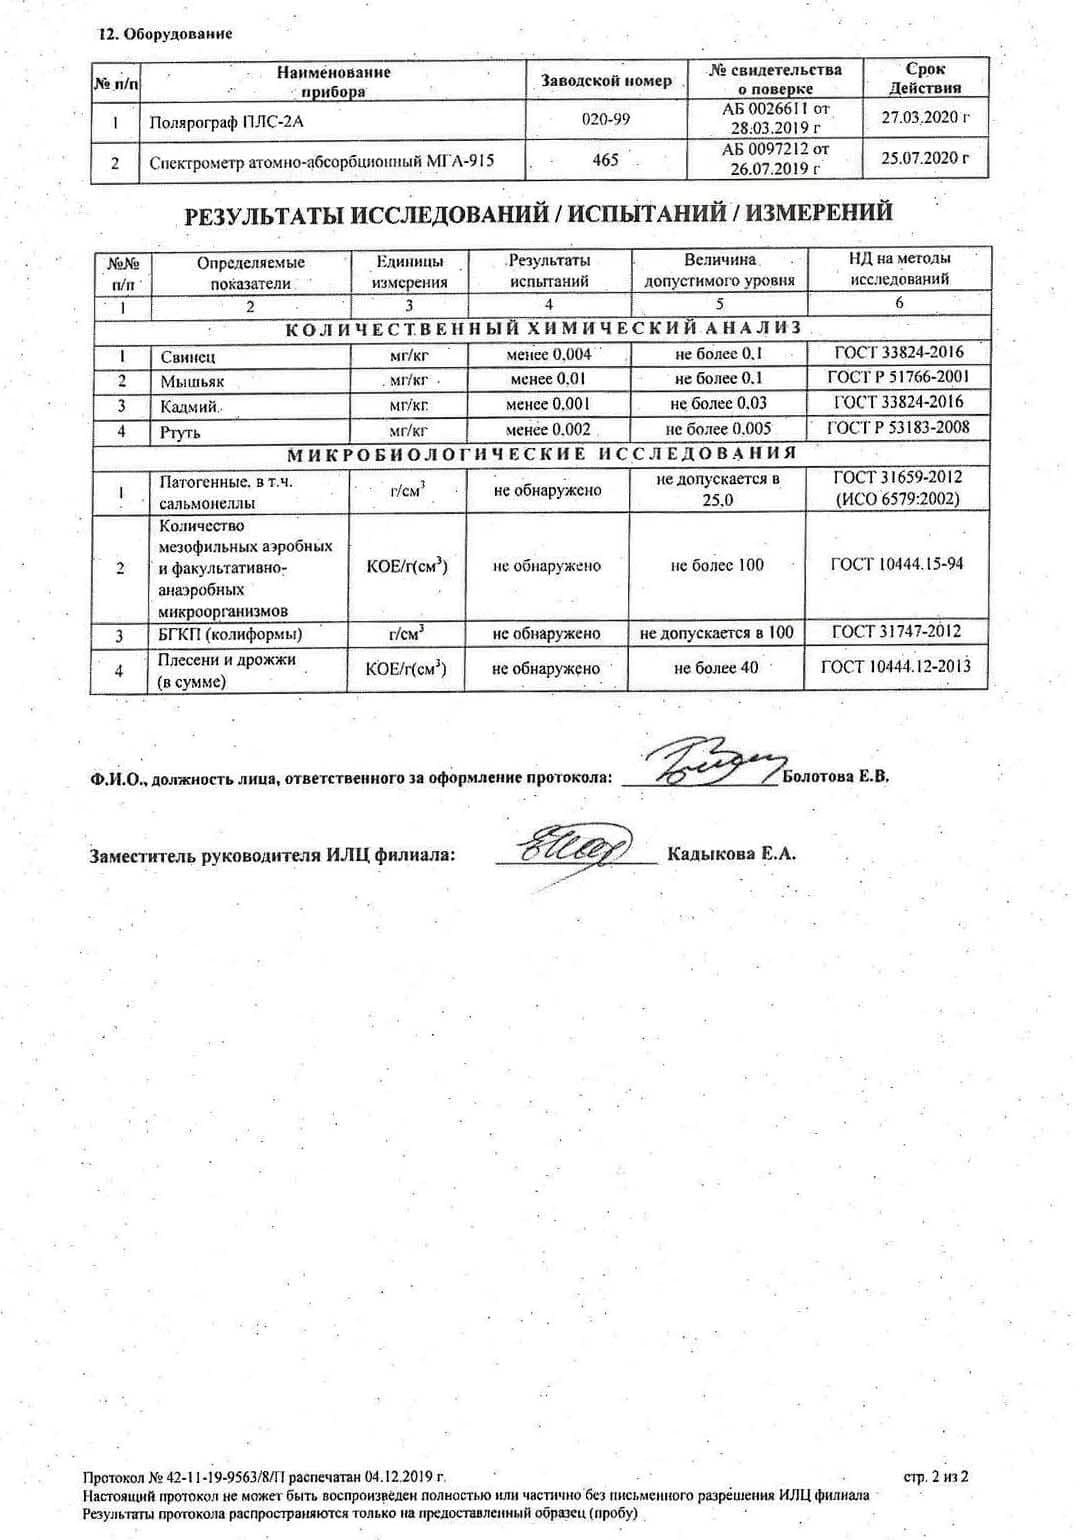 12. Оборудование
№ п/п Наименование прибора Заводской номер № свидетельства о поверке Срок Действия
1 Полярограф ПЛС-2А 020-99 АБ 0026611 от 28.03.2019 г 27.03.2020 г
2 Спектрометр атомно-абсорбционный МГА-915 465 АБ 0097212 от 26.07.2019 г 25.07.2020 г
РЕЗУЛЬТАТЫ ИССЛЕДОВАНИЙ / ИСПЫТАНИЙ / ИЗМЕРЕНИЙ
№№ п/п Определяемые показатели Единицы измерения Результаты испытаний Величина допустимого уровня НД на методы исследований
1 2 3 4 5 6
КОЛИЧЕСТВЕННЫЙ ХИМИЧЕСКИЙ АНАЛИЗ
1 Свинец мг/кг менее 0,004 не более 0,1 ГОСТ 33824-2016
2 Мышьяк мг/кг менее 0,01 не более 0,1 ГОСТ Р 51766-2001
3 Кадмий мг/кг менее 0,001 не более 0,03 ГОСТ 33824-2016
4 Ртуть мг/кг менее 0,002 не более 0,005 ГОСТ Р 53183-2008
МИКРОБИОЛОГИЧЕСКИЕ ИССЛЕДОВАНИЯ
1 Патогенные, в т.ч. сальмонеллы г/см³ не обнаружено не допускается в 25,0 ГОСТ 31659-2012 (ИСО 6579:2002)
2 Количество мезофильных аэробных и факультативно-анаэробных микроорганизмов КОЕ/г(см³) не обнаружено не более 100 ГОСТ 10444.15-94
3 БГКП (колиформы) г/см³ не обнаружено не допускается в 100 ГОСТ 31747-2012
4 Плесени и дрожжи (в сумме) КОЕ/г(см³) не обнаружено не более 40 ГОСТ 10444.12-2013
Ф.И.О., должность лица, ответственного за оформление протокола: Болотова Е.В.
Заместитель руководителя ИЛЦ филиала: Кадыкова Е.А.
Протокол № 42-11-19-9563/8/П распечатан 04.12.2019 г. стр. 2 из 2
Настоящий протокол не может быть воспроизведен полностью или частично без письменного разрешения ИЛЦ филиала
Результаты протокола распространяются только на предоставленный образец (пробу)